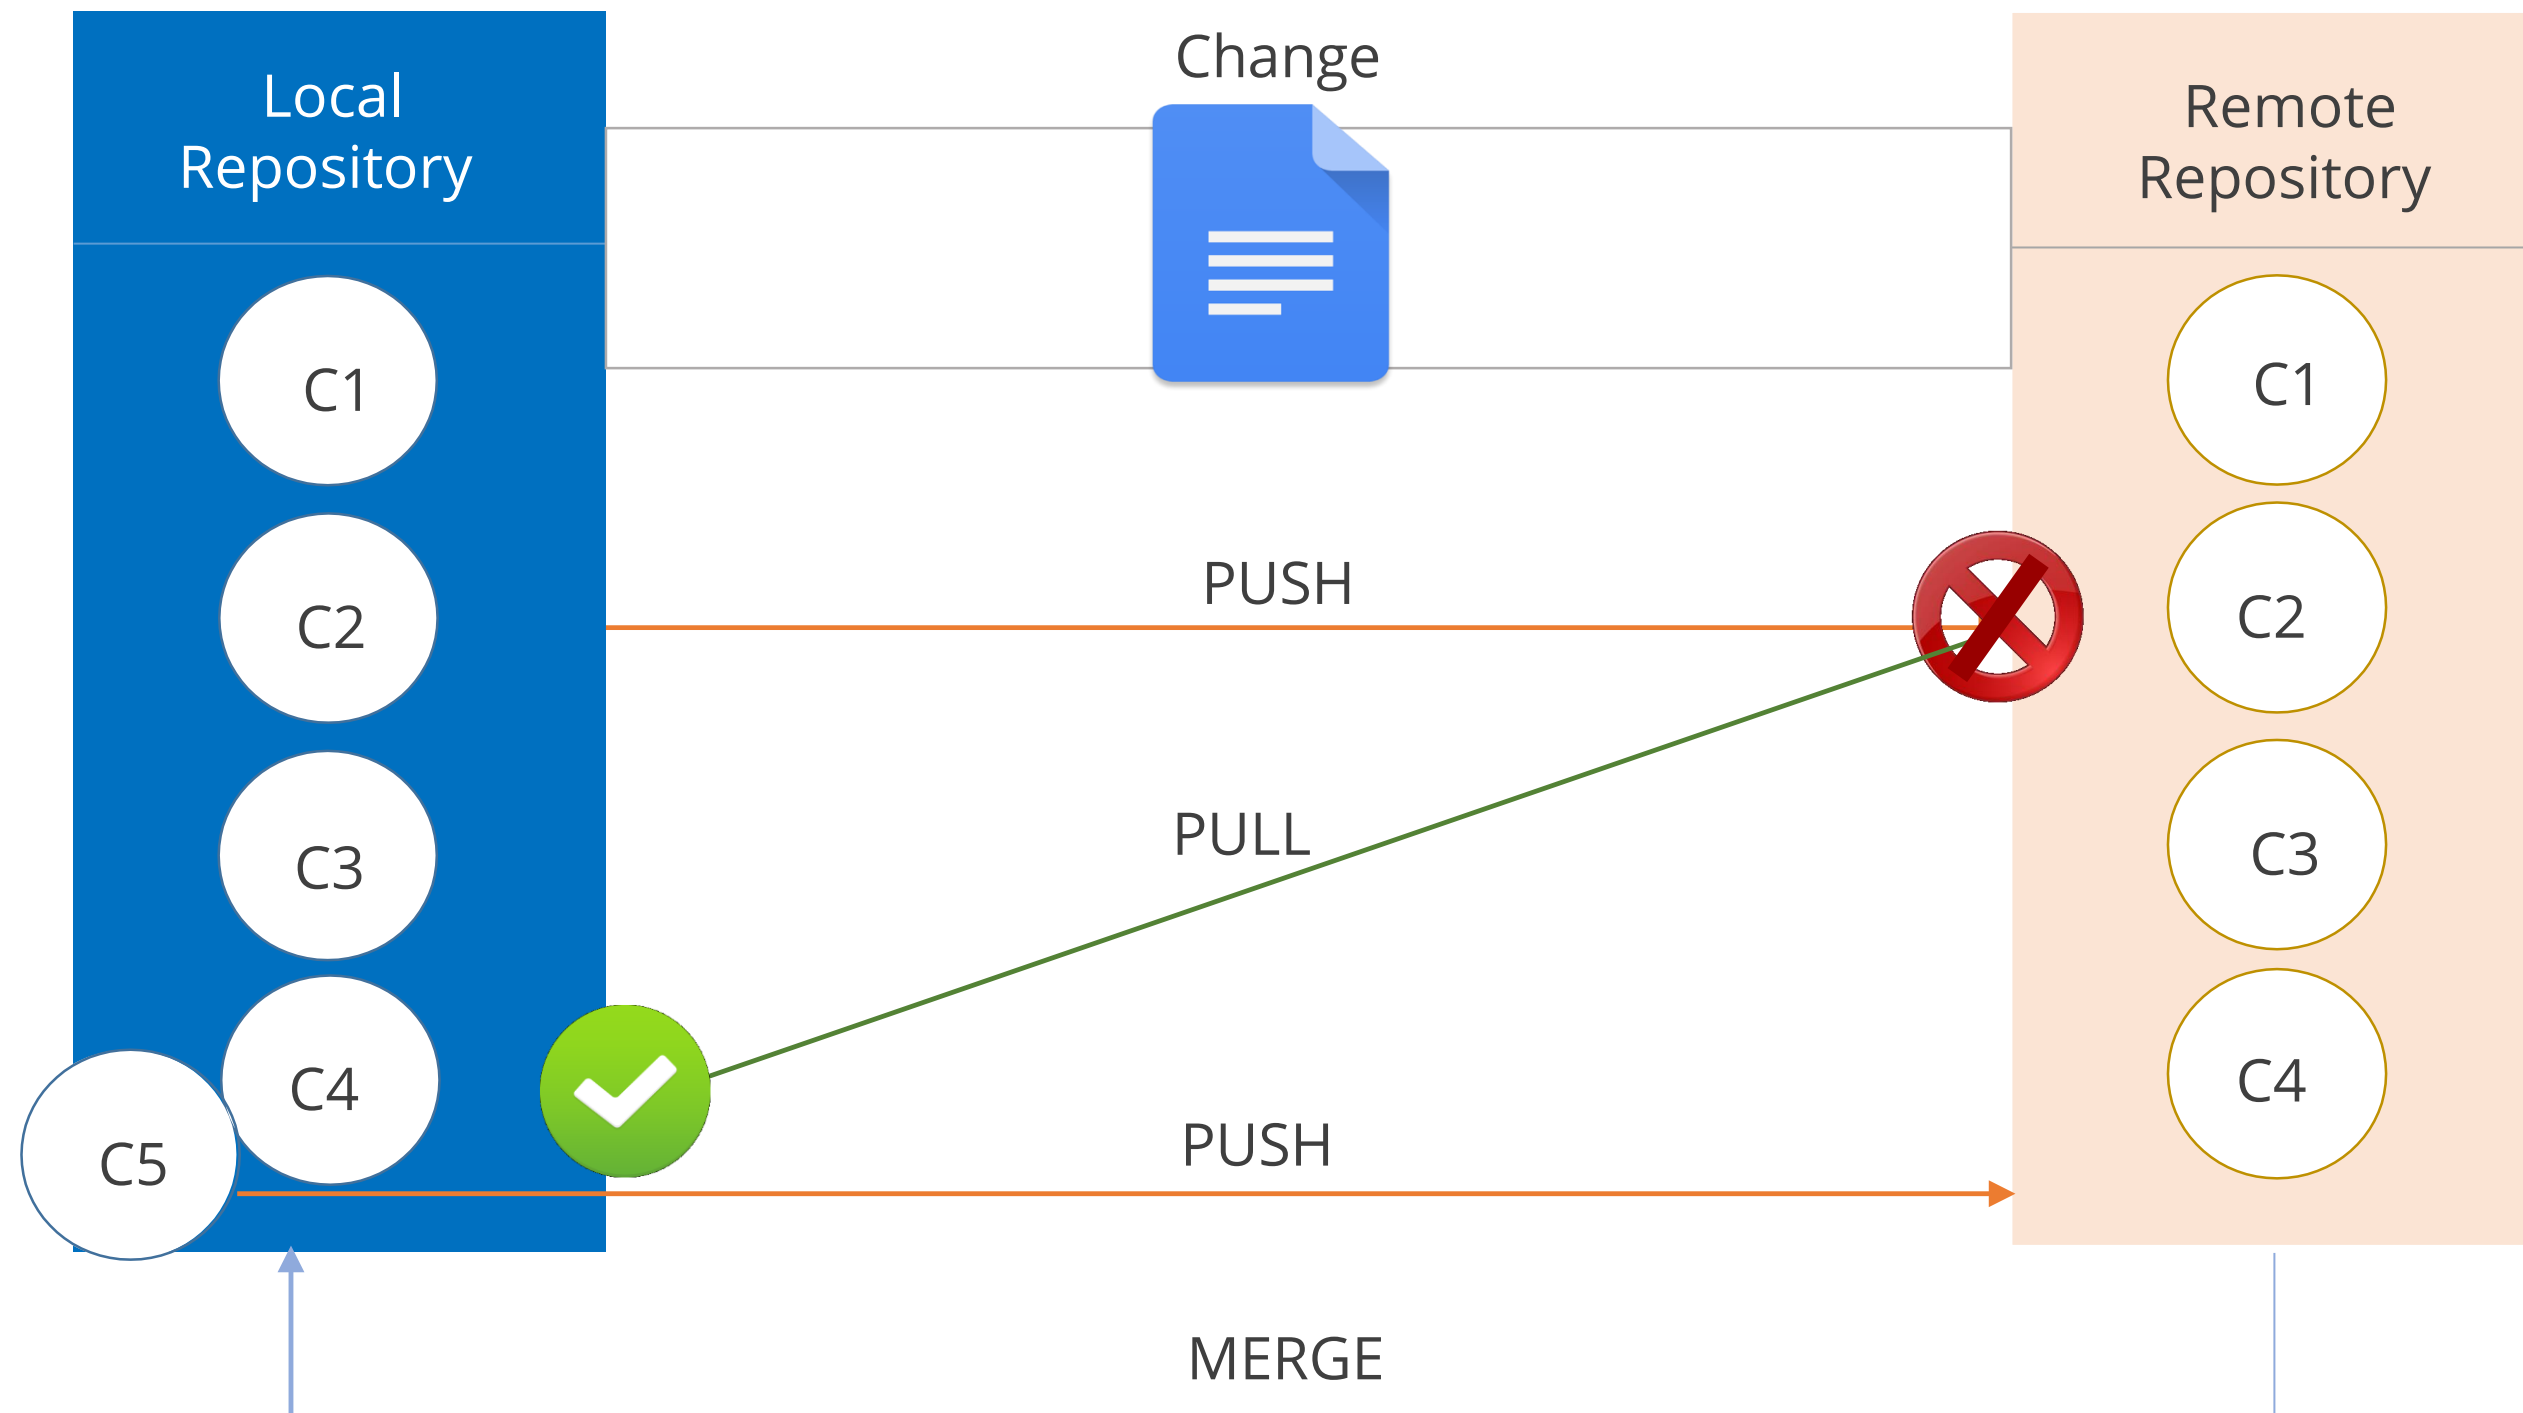 Local
Repository
C1
C2
C3
C4
C5
Change
PUSH
PULL
PUSH
MERGE
Remote
Repository
C1
C2
C3
C4